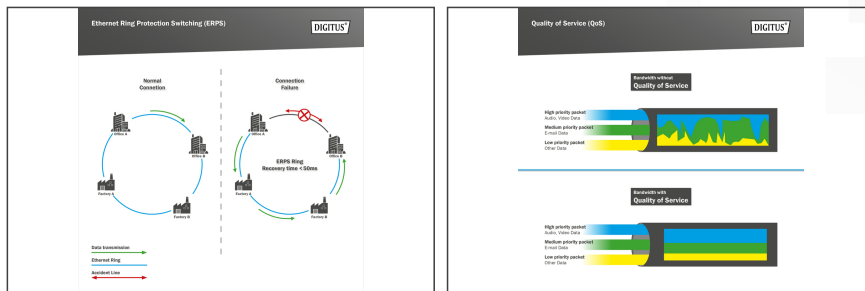 Ethernet Ring Protection Switching (ERPS)
DIGITUS®
Normal
Connetion
Connection
Failure
Office A
Office B
Factory A
Factory B
Office A
Office B
ERPS Ring
Recovery time <50ms
Factory A
Factory B
Data transmission
Ethernet Ring
Accident Line
Quality of Service (QoS)
DIGITUS®
Bandwidth without
Quality of Service
High priority packet
Audio, Video Data
Medium priority packet
E-mail Data
Low priority packet
Other Data
Bandwidth with
Quality of Service
High priority packet
Audio, Video Data
Medium priority packet
E-mail Data
Low priority packet
Other Data